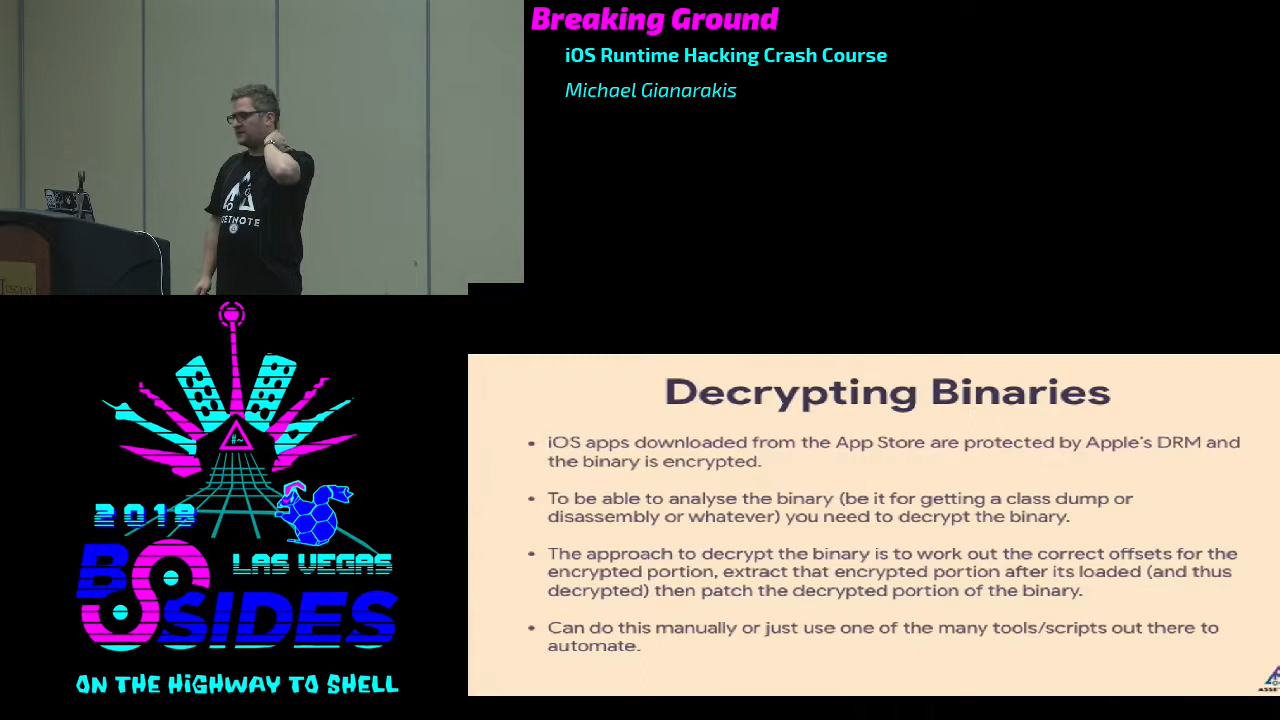 Breaking Ground
iOS Runtime Hacking Crash Course
Michael Gianarakis
TUSCANY
#~
2018
LAS VEGAS
BSIDES
ON THE HIGHWAY TO SHELL
Decrypting Binaries
• iOS apps downloaded from the App Store are protected by Apple's DRM and
the binary is encrypted.
• To be able to analyse the binary (be it for getting a class dump or
disassembly or whatever) you need to decrypt the binary.
• The approach to decrypt the binary is to work out the correct offsets for the
encrypted portion, extract that encrypted portion after its loaded (and thus
decrypted) then patch the decrypted portion of the binary.
• Can do this manually or just use one of the many tools/scripts out there to
automate.